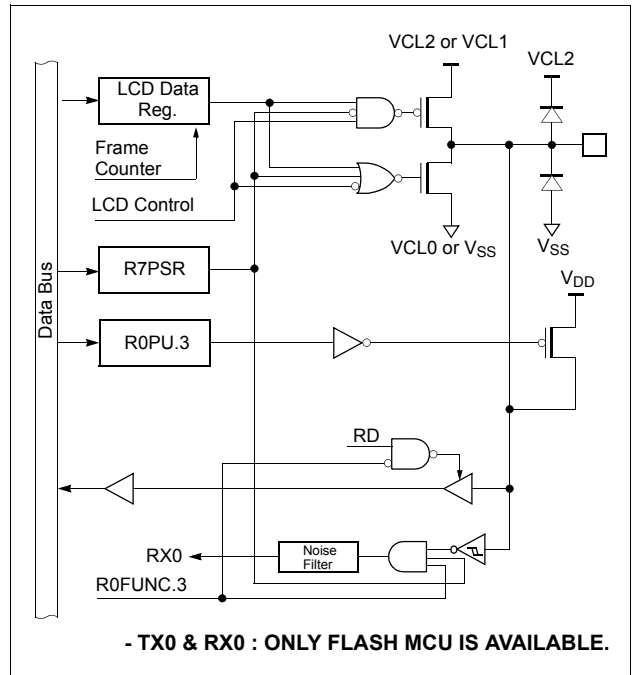 VCL2 or VCL1
VCL2
LCD Data
Reg.
Frame
Counter
LCD Control
VCL0 or VSS
VSS
R7PSR
Data Bus
VDD
R0PU.3
RD
RX0
Noise
Filter
R0FUNC.3
- TX0 & RX0 : ONLY FLASH MCU IS AVAILABLE.